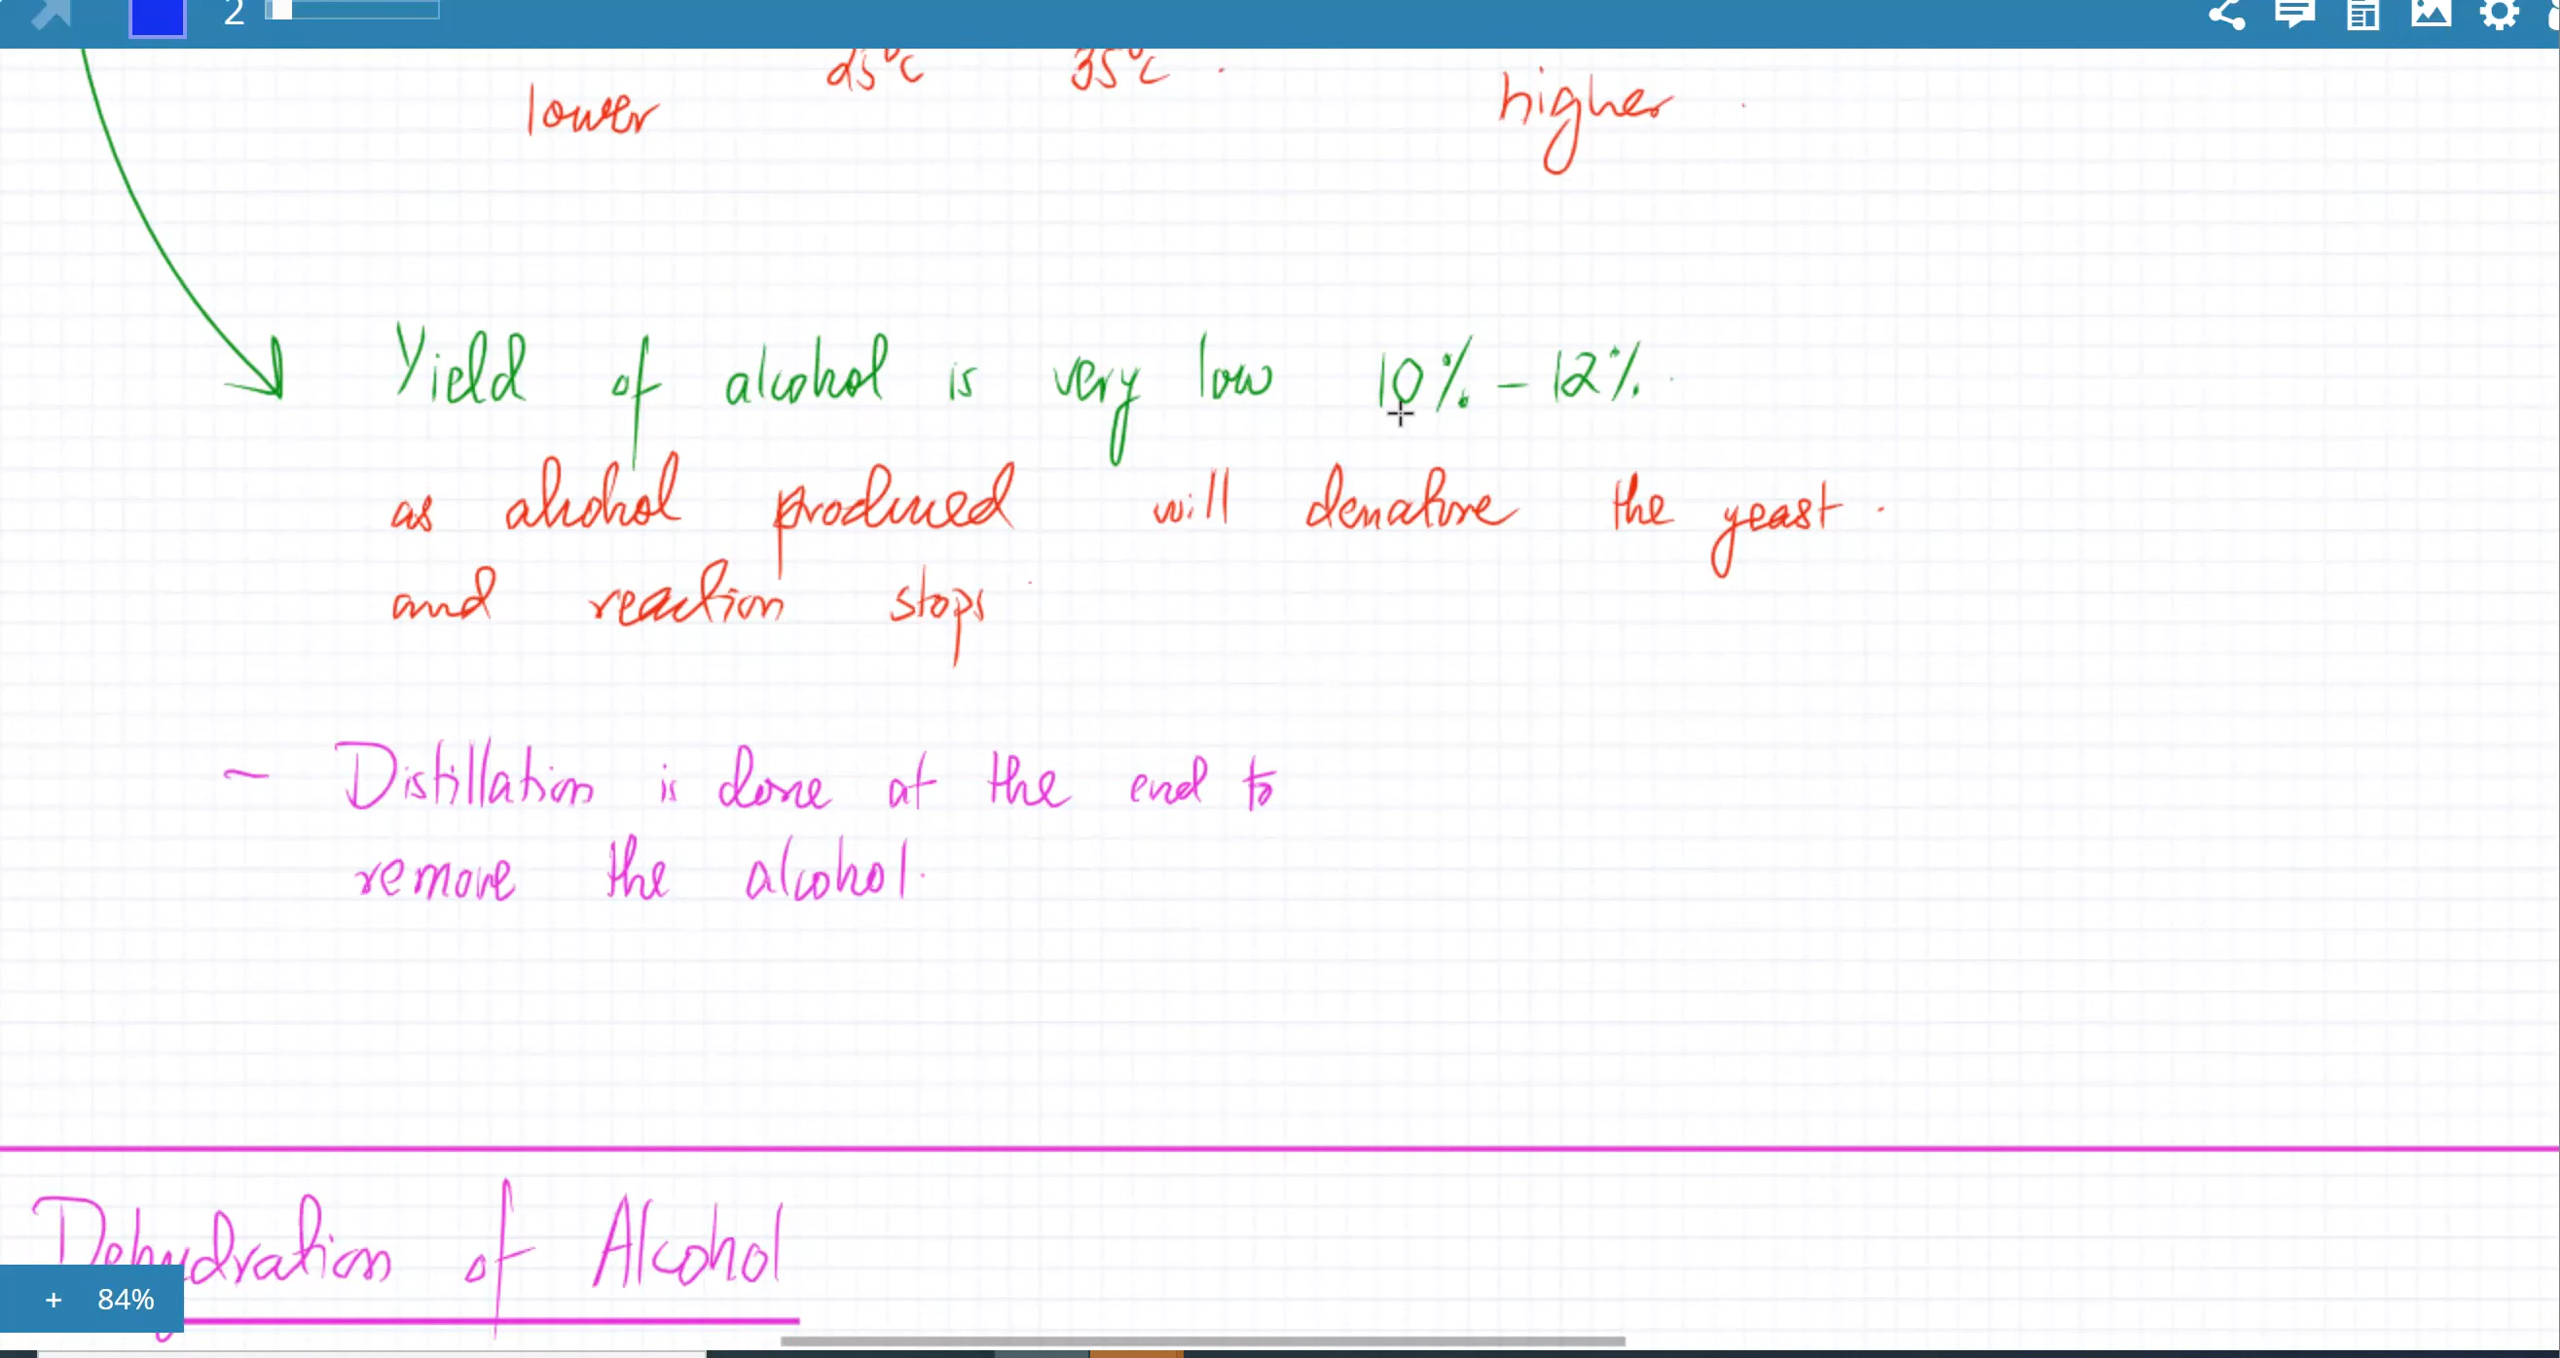 2
25°C 35°C .
lower higher .
Yield of alcohol is very low 10% - 12%.
as alcohol produced will denature the yeast .
and reaction stops
- Distillation is done at the end to
remove the alcohol.
Dehydration of Alcohol
+ 84%